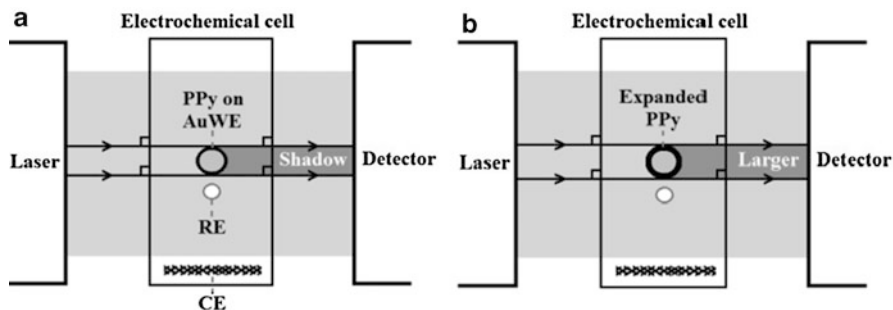 a
Electrochemical cell
PPy on
AuWE
Laser
Shadow
Detector
RE
CE
b
Electrochemical cell
Expanded
PPy
Laser
Larger
Detector